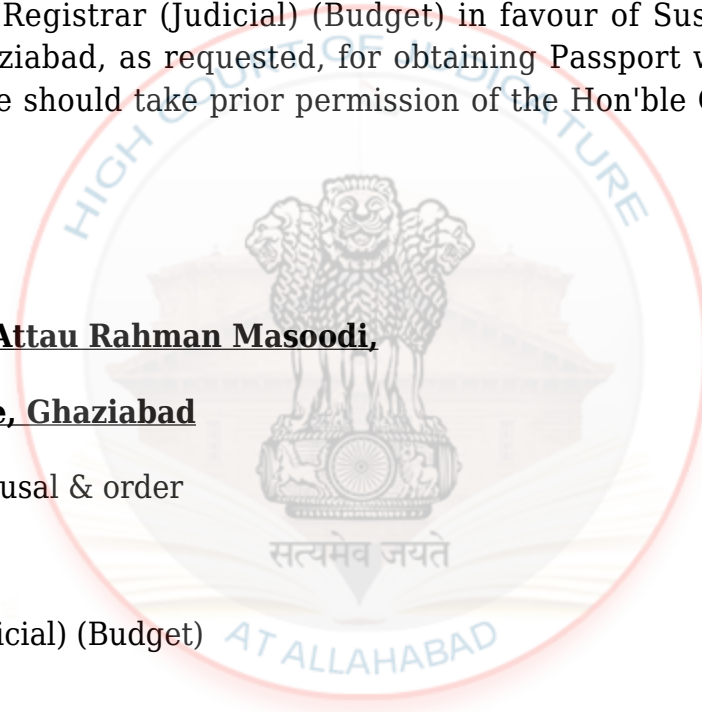 Registrar (Judicial) (Budget) in favour of Sus
ziabad, as requested, for obtaining Passport
e should take prior permission of the Hon'ble
HIGH COURT OF JUDICATURE
Attau Rahman Masoodi,
e, Ghaziabad
usal & order
सत्यमेव जयते
icial) (Budget)
AT ALLAHABAD